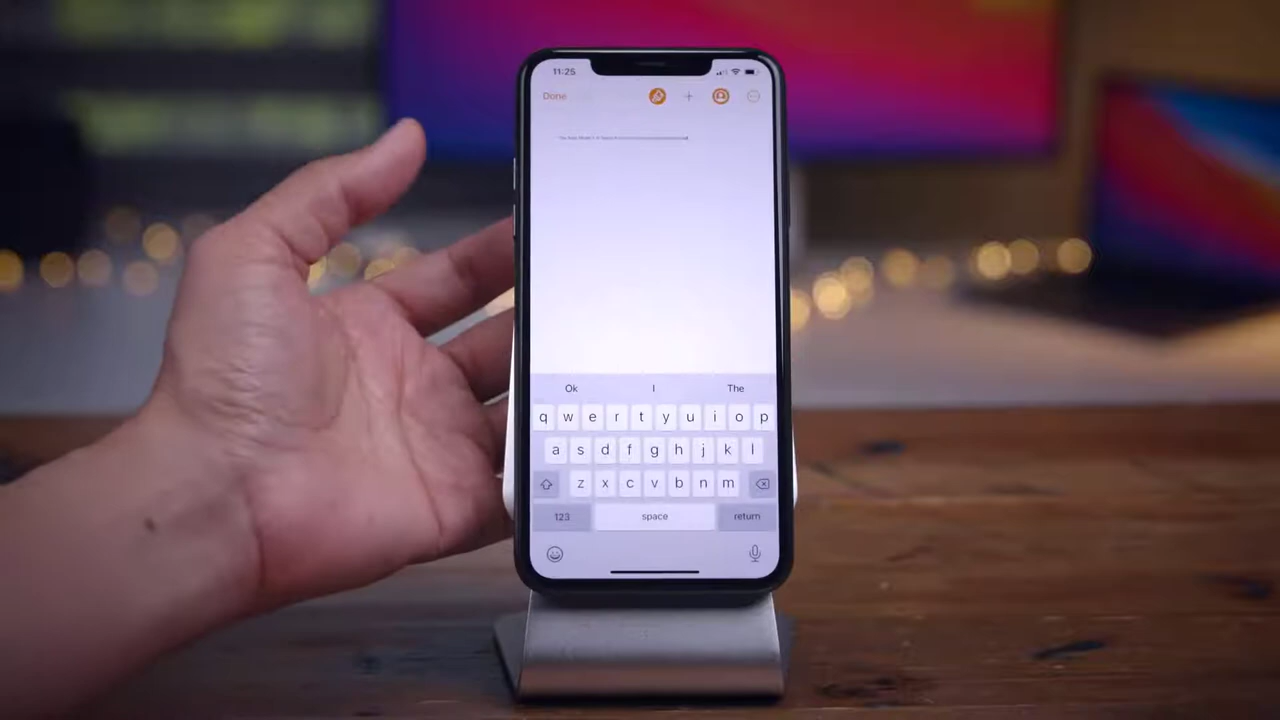 11:25
Done
Ok I The
q w e r t y u i o p
a s d f g h j k l
z x c v b n m
123 space return